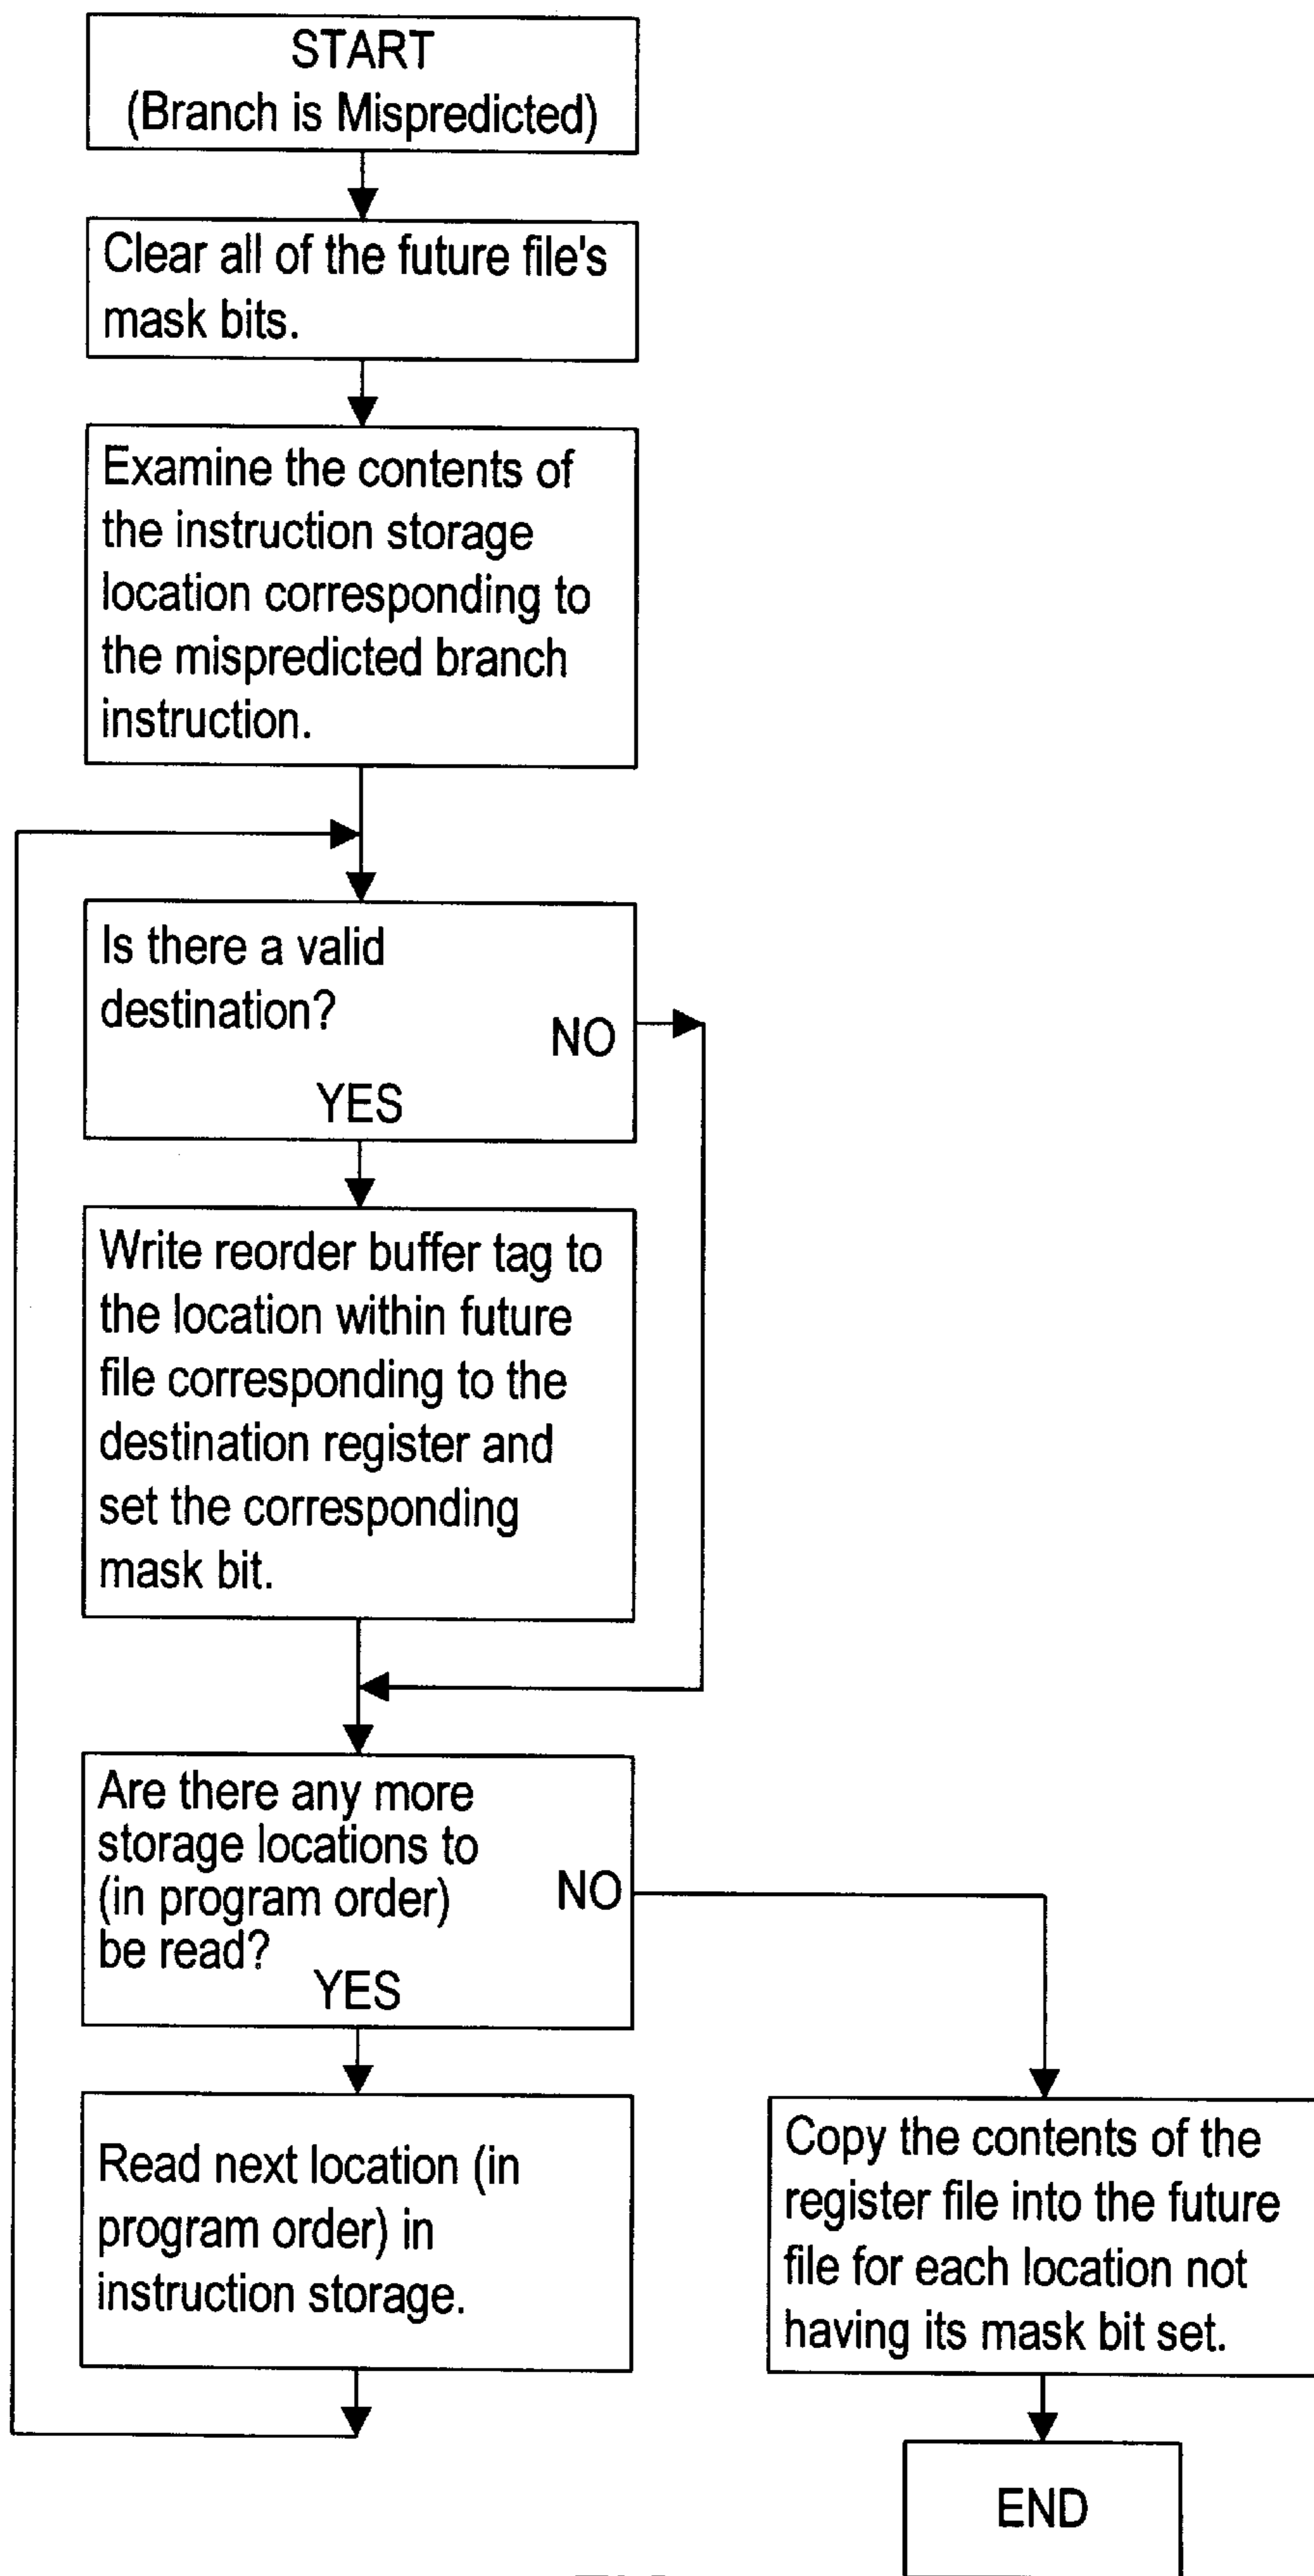 START
(Branch is Mispredicted)
Clear all of the future file's
mask bits.
Examine the contents of
the instruction storage
location corresponding to
the mispredicted branch
instruction.
Is there a valid
destination?
NO
YES
Write reorder buffer tag to
the location within future
file corresponding to the
destination register and
set the corresponding
mask bit.
Are there any more
storage locations to
(in program order)
be read?
NO
YES
Read next location (in
program order) in
instruction storage.
Copy the contents of the
register file into the future
file for each location not
having its mask bit set.
END